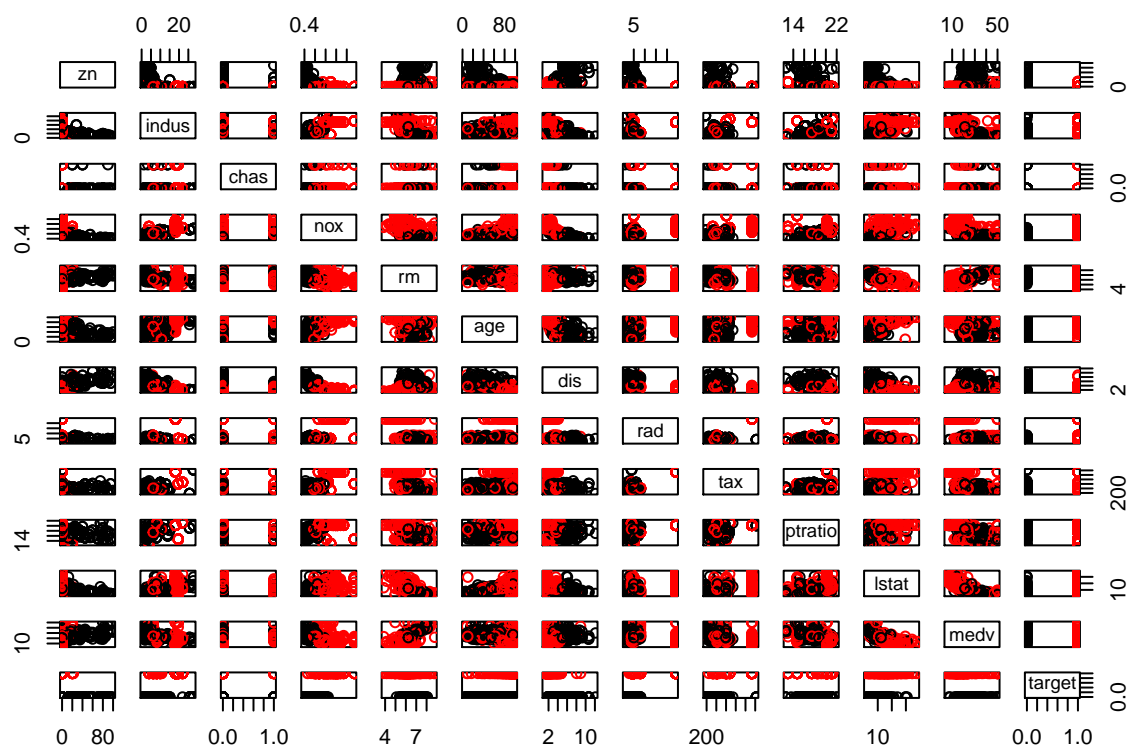 0 20 0.4 0 80 5 14 22 10 50
zn 0
0 indus
chas 0.0
0.4 nox
rm 4
0 age
dis 2
5 rad
tax 200
14 ptratio
lstat 10
10 medv
target 0.0
0 80 0.0 1.0 4 7 2 10 200 10 0.0 1.0